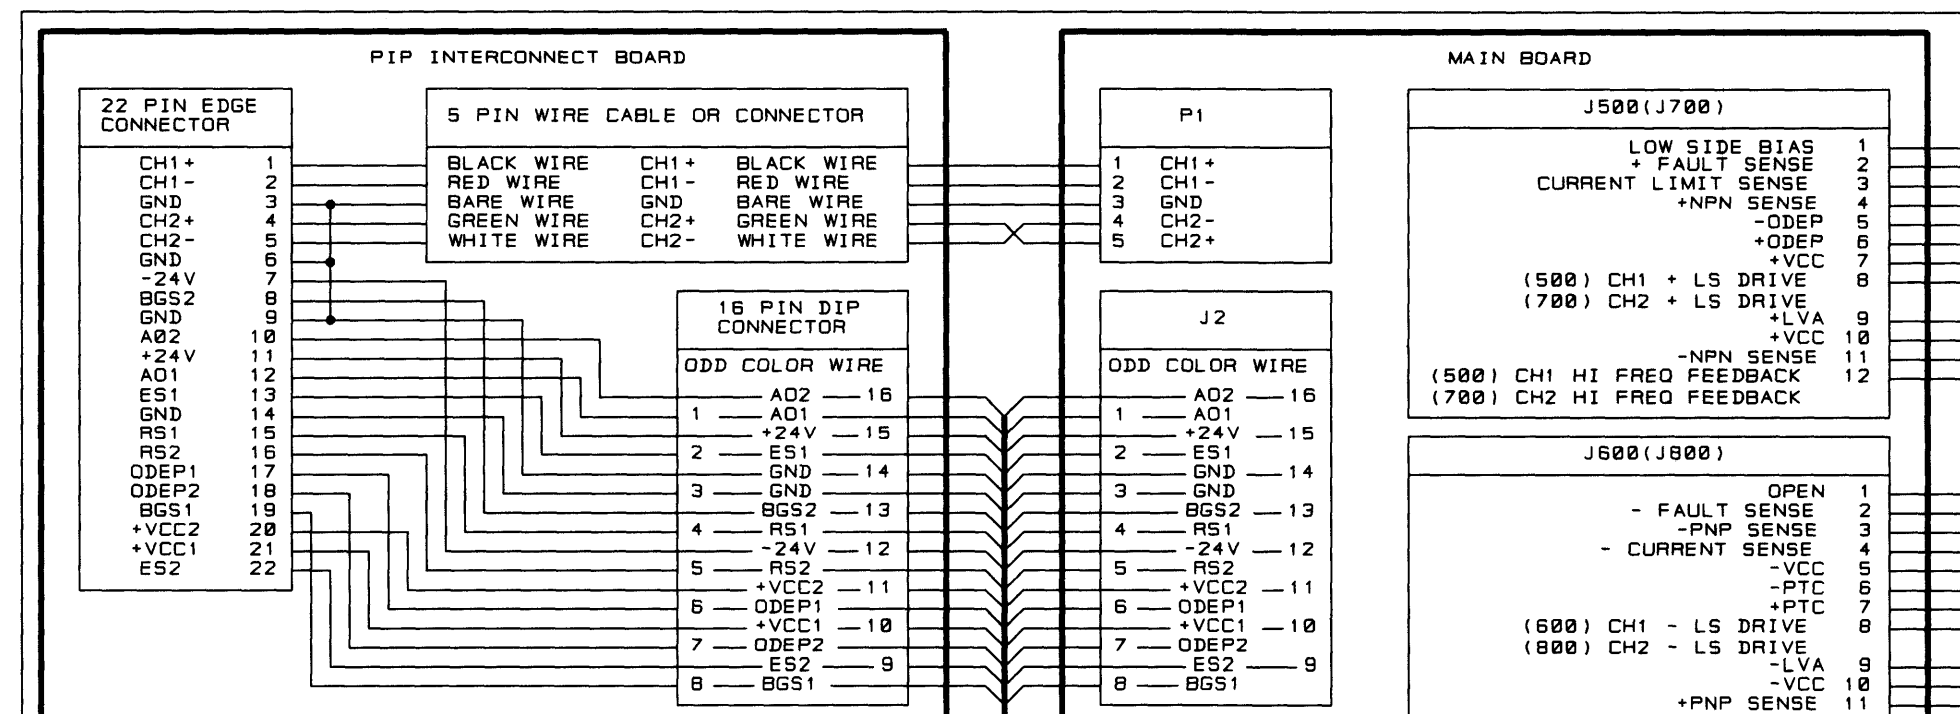 PIP INTERCONNECT BOARD
22 PIN EDGE
CONNECTOR
CH1+ 1
CH1- 2
GND 3
CH2+ 4
CH2- 5
GND 6
-24V 7
BGS2 8
GND 9
A02 10
+24V 11
AO1 12
ES1 13
GND 14
RS1 15
RS2 16
ODEP1 17
ODEP2 18
BGS1 19
+VCC2 20
+VCC1 21
ES2 22
5 PIN WIRE CABLE OR CONNECTOR
BLACK WIRE CH1+ BLACK WIRE
RED WIRE CH1- RED WIRE
BARE WIRE GND BARE WIRE
GREEN WIRE CH2+ GREEN WIRE
WHITE WIRE CH2- WHITE WIRE
16 PIN DIP
CONNECTOR
ODD COLOR WIRE
AO2 16
1 AO1
+24V 15
2 ES1
GND 14
3 GND
BGS2 13
4 RS1
-24V 12
5 RS2
+VCC2 11
6 ODEP1
+VCC1 10
7 ODEP2
ES2 9
8 BGS1
MAIN BOARD
P1
1 CH1+
2 CH1-
3 GND
4 CH2-
5 CH2+
J2
ODD COLOR WIRE
AO2 16
1 AO1
+24V 15
2 ES1
GND 14
3 GND
BGS2 13
4 RS1
-24V 12
5 RS2
+VCC2 11
6 ODEP1
+VCC1 10
7 ODEP2
ES2 9
8 BGS1
J500(J700)
LOW SIDE BIAS 1
+ FAULT SENSE 2
CURRENT LIMIT SENSE 3
+NPN SENSE 4
-ODEP 5
+ODEP 6
+VCC 7
(500) CH1 + LS DRIVE 8
(700) CH2 + LS DRIVE
+LVA 9
+VCC 10
-NPN SENSE 11
(500) CH1 HI FREQ FEEDBACK 12
(700) CH2 HI FREQ FEEDBACK
J600(J800)
OPEN 1
- FAULT SENSE 2
-PNP SENSE 3
- CURRENT SENSE 4
-VCC 5
-PTC 6
+PTC 7
(600) CH1 - LS DRIVE 8
(800) CH2 - LS DRIVE
-LVA 9
-VCC 10
+PNP SENSE 11